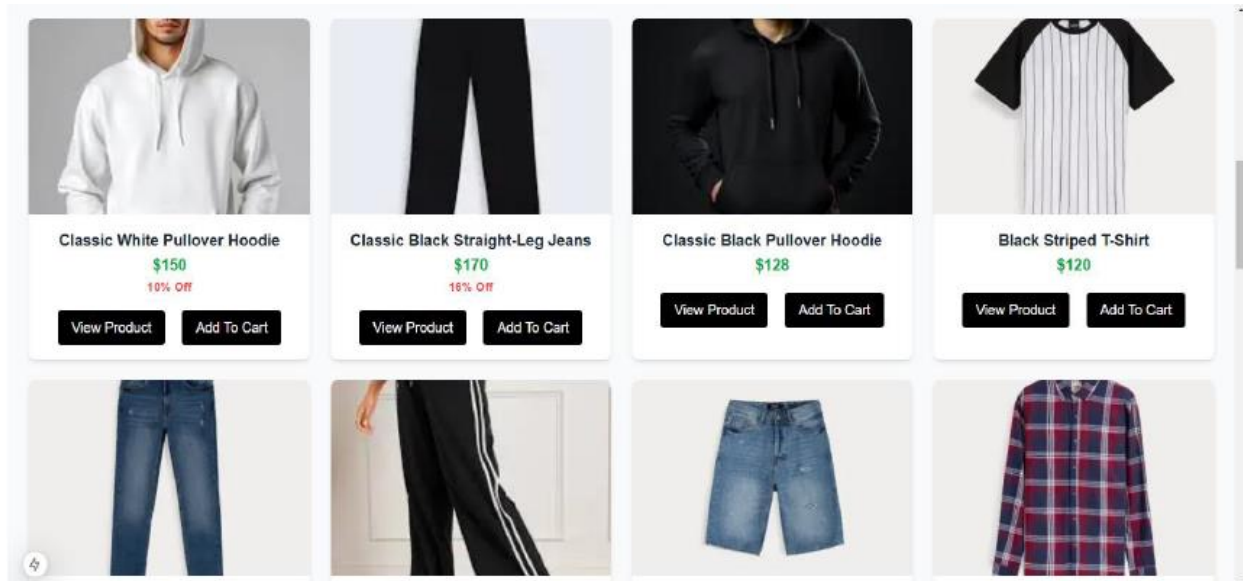 Classic White Pullover Hoodie
$150
10% Off
View Product Add To Cart
Classic Black Straight-Leg Jeans
$170
16% Off
View Product Add To Cart
Classic Black Pullover Hoodie
$128
View Product Add To Cart
Black Striped T-Shirt
$120
View Product Add To Cart